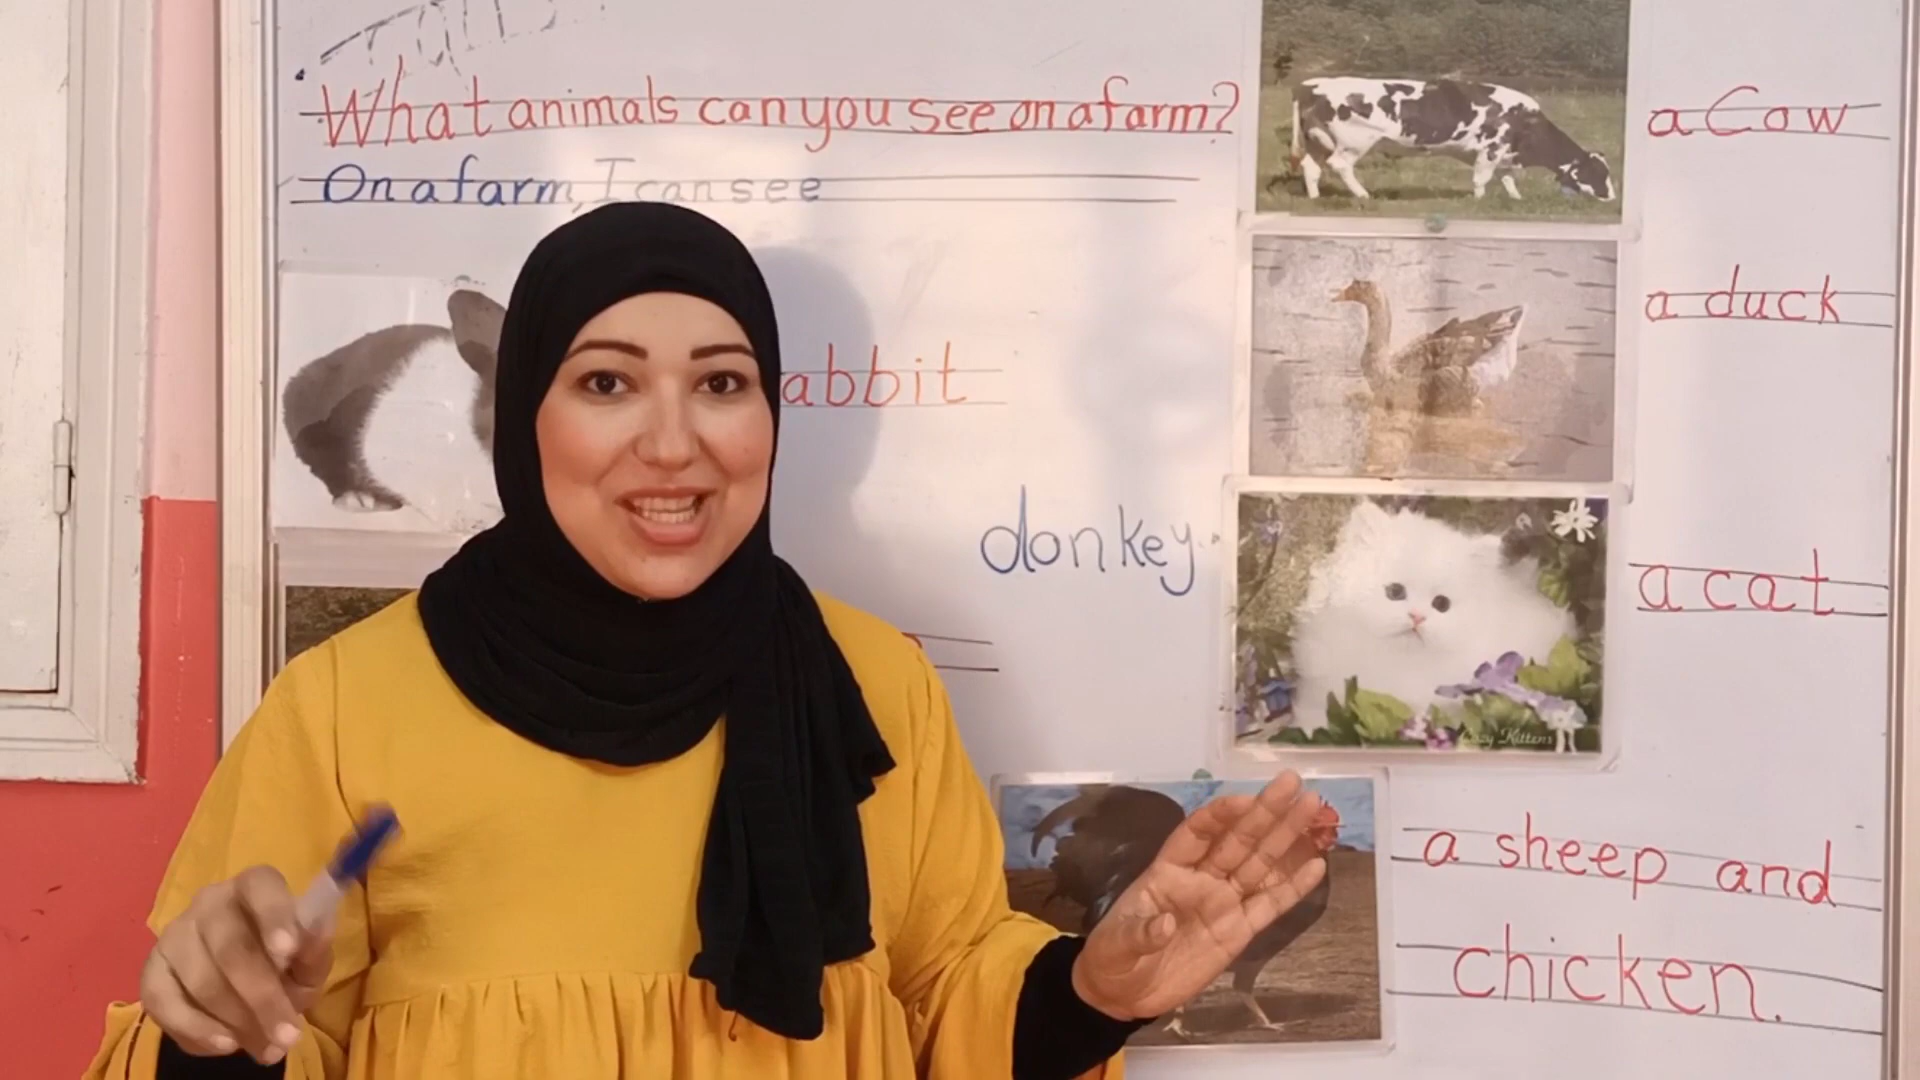 What animals can you see on a farm?
On a farm, I can see
a Cow
a duck
abbit
donkey
a cat
Kittens
a sheep and
chicken.